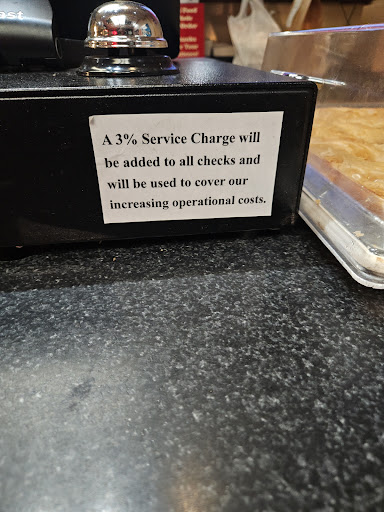 ost
A 3% Service Charge will
be added to all checks and
will be used to cover our
increasing operational costs.